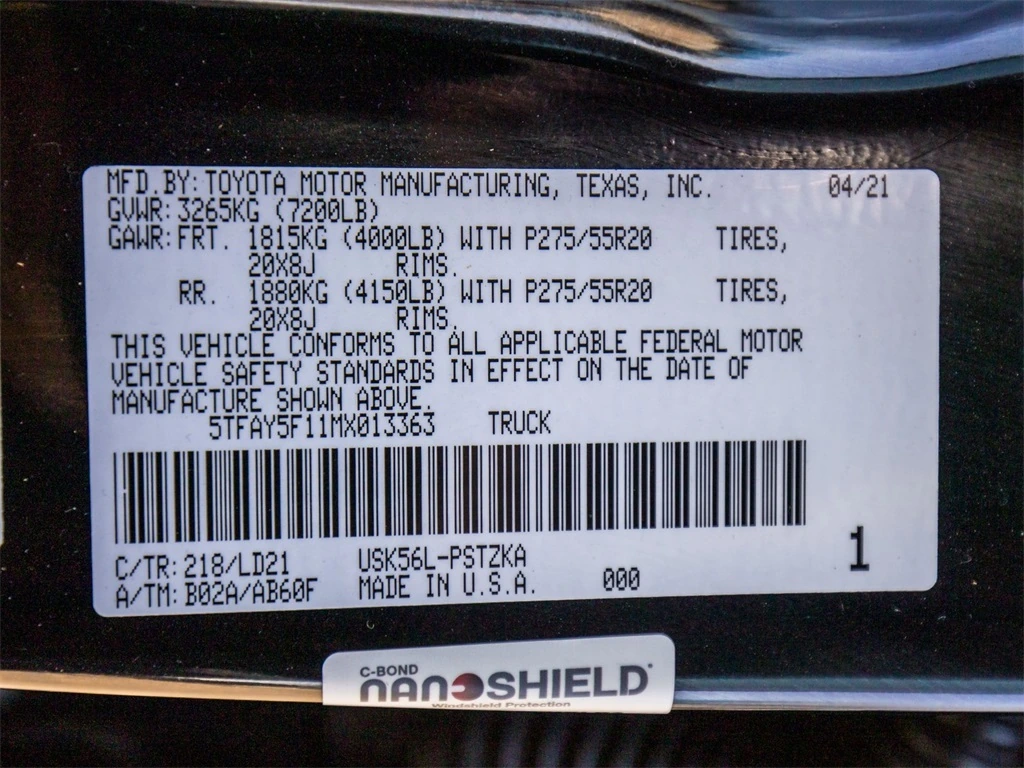 MFD.BY:TOYOTA MOTOR MANUFACTURING, TEXAS, INC. 04/21
GVWR:3265KG (7200LB)
GAWR:FRT. 1815KG (4000LB) WITH P275/55R20 TIRES,
20X8J RIMS.
RR. 1880KG (4150LB) WITH P275/55R20 TIRES,
20X8J RIMS.
THIS VEHICLE CONFORMS TO ALL APPLICABLE FEDERAL MOTOR
VEHICLE SAFETY STANDARDS IN EFFECT ON THE DATE OF
MANUFACTURE SHOWN ABOVE.
5TFAY5F11MX013363 TRUCK
C/TR:218/LD21 USK56L-PSTZKA
A/TM:B02A/AB60F MADE IN U.S.A. 000 1
C-BOND
nanoSHIELD
Windshield Protection